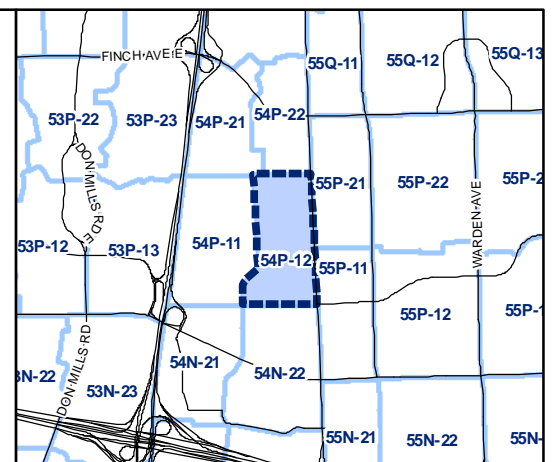 FINCH AVE E
55Q-11
55Q-12
55Q-13
53P-22
53P-23
54P-21
54P-22
DON MILLS RD E
55P-21
55P-22
55P-2
WARDEN AVE
53P-12
53P-13
54P-11
54P-12
55P-11
55P-12
55P-1
DON MILLS RD
54N-21
54N-22
3N-22
53N-23
55N-21
55N-22
55N-